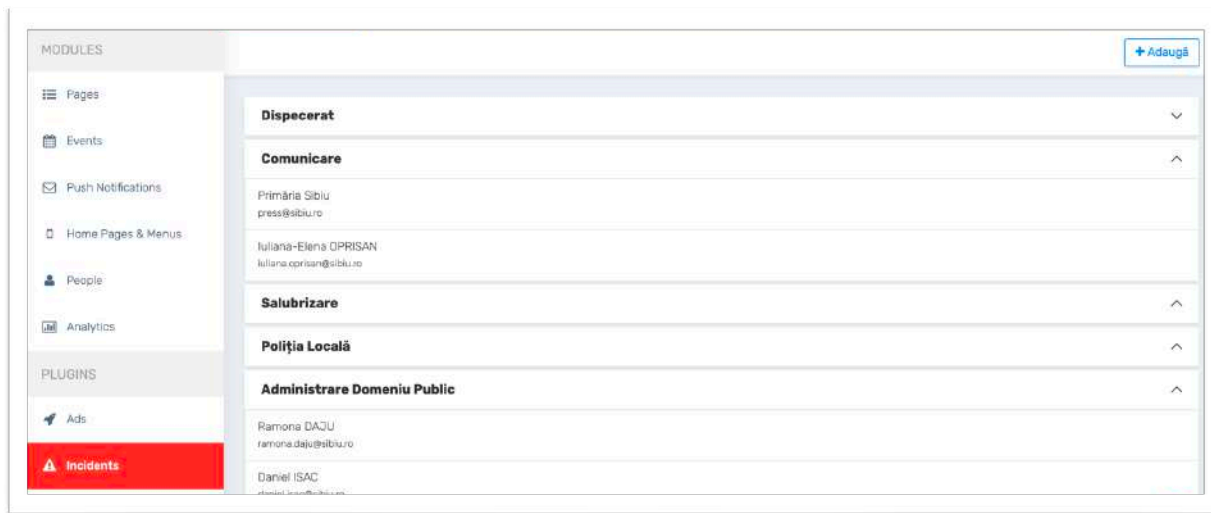 MODULES
+ Adaugă
Pages
Events
Push Notifications
Home Pages & Menus
People
Analytics
PLUGINS
Ads
Incidents
Dispecerat
Comunicare
Primăria Sibiu
press@sibiu.ro
Iuliana-Elena OPRISAN
iuliana.oprisan@sibiu.ro
Salubrizare
Poliția Locală
Administrare Domeniu Public
Ramona DAJU
ramona.daju@sibiu.ro
Daniel ISAC